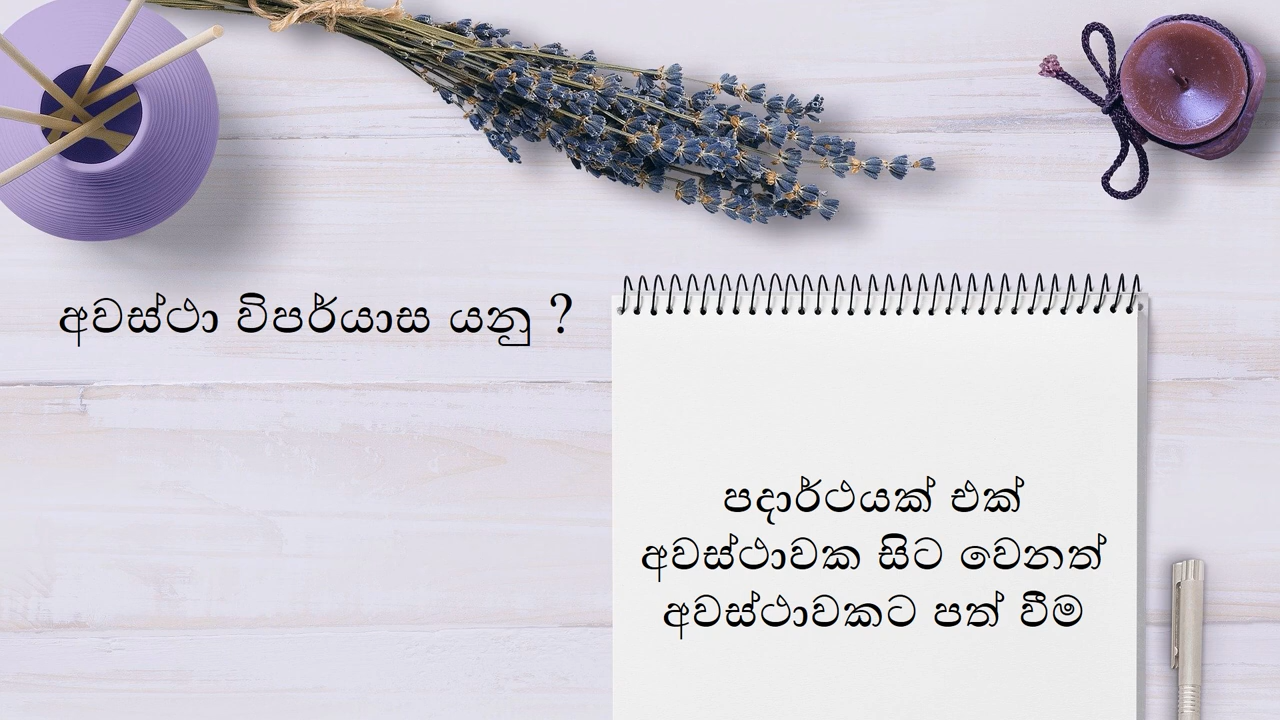 අවස්ථා විපර්යාස යනු ?
පදාර්ථයක් එක්
අවස්ථාවක සිට වෙනත්
අවස්ථාවකට පත් වීම